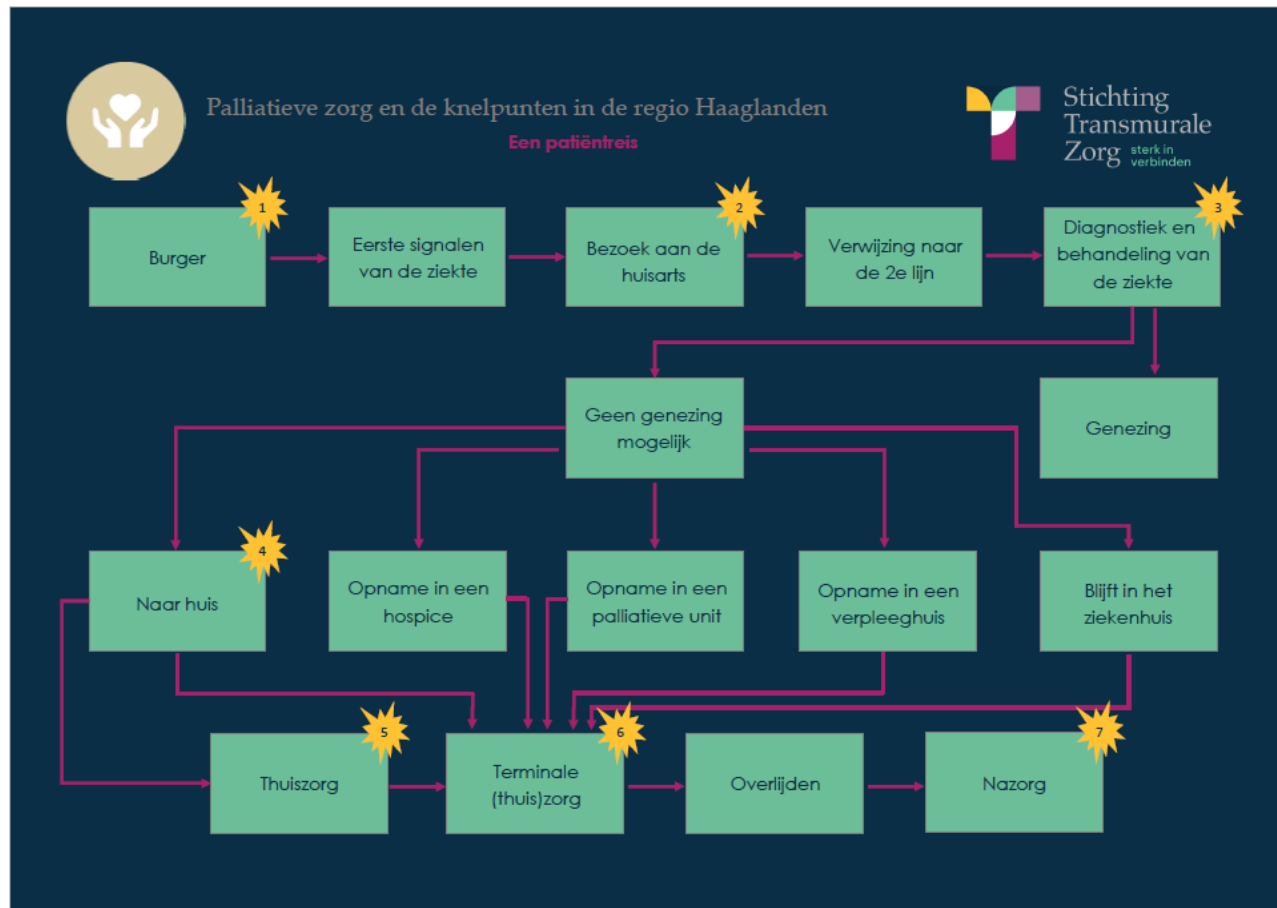 Palliatieve zorg en de knelpunten in de regio Haaglanden
Een patiëntreis
Stichting
Transmurale
Zorg sterk in
verbinden
1
Burger
Eerste signalen
van de ziekte
2
Bezoek aan de
huisarts
Verwijzing naar
de 2e lijn
3
Diagnostiek en
behandeling van
de ziekte
Geen genezing
mogelijk
Genezing
4
Naar huis
Opname in een
hospice
Opname in een
palliatieve unit
Opname in een
verpleeghuis
Blijft in het
ziekenhuis
5
Thuiszorg
6
Terminale
(thuis)zorg
Overlijden
7
Nazorg